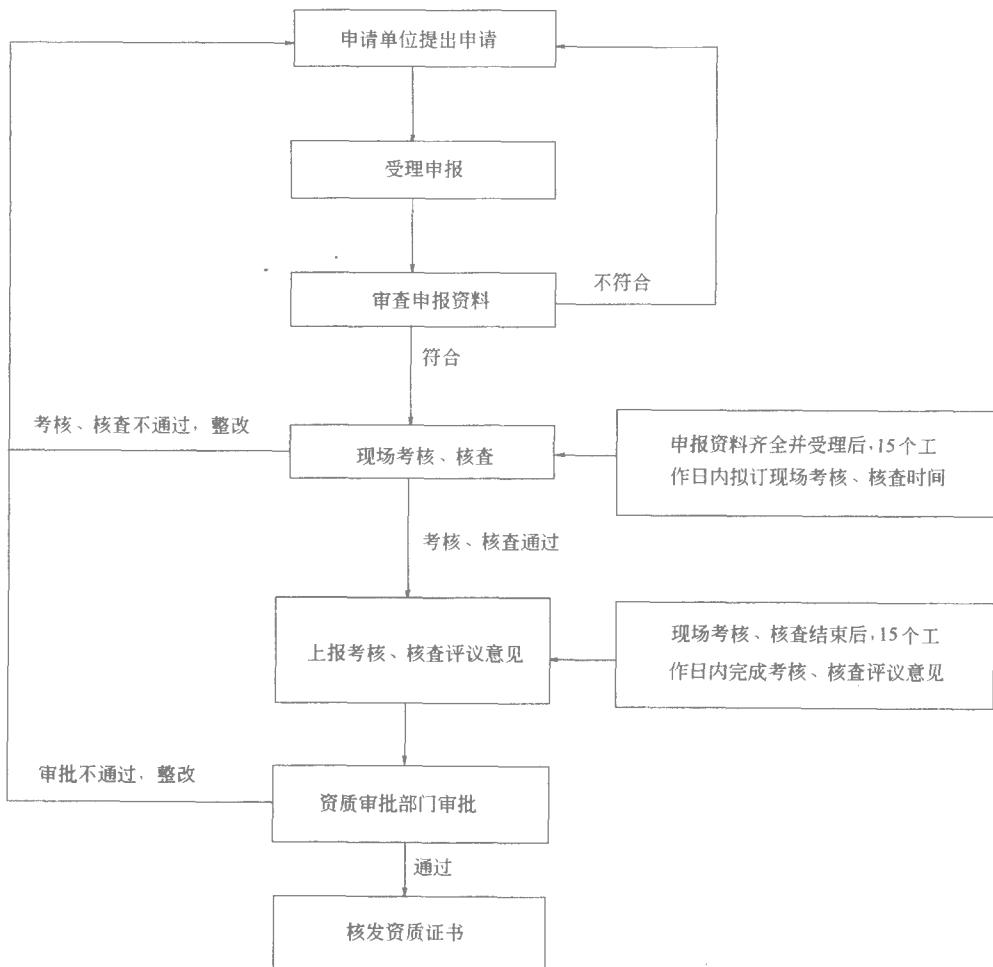 申请单位提出申请
受理申报
审查申报资料
不符合
符合
考核、核查不通过，整改
现场考核、核查
申报资料齐全并受理后，15个工
作日内拟订现场考核、核查时间
考核、核查通过
上报考核、核查评议意见
现场考核、核查结束后，15个工
作日内完成考核、核查评议意见
审批不通过，整改
资质审批部门审批
通过
核发资质证书